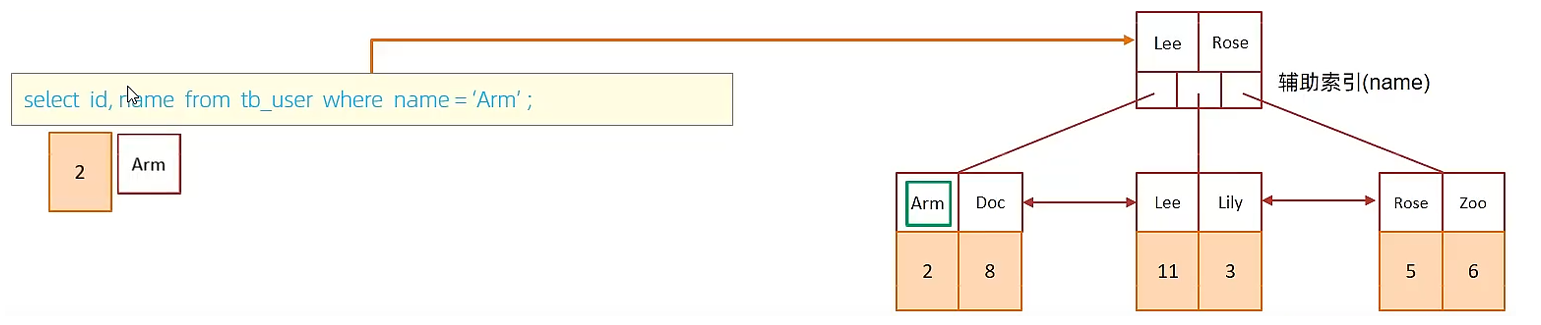 Lee Rose
辅助索引(name)
select id, name from tb_user where name = ‘Arm’ ;
2 Arm
Arm Doc Lee Lily Rose Zoo
2 8 11 3 5 6